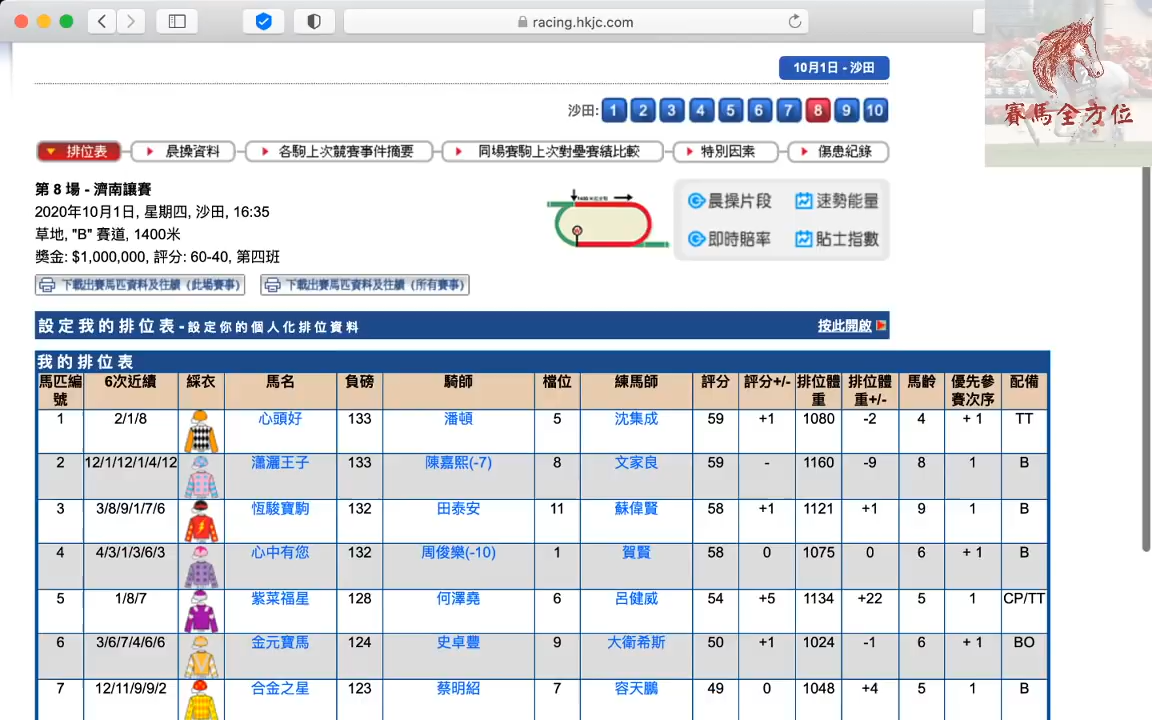 racing.hkjc.com
賽馬全方位
10月1日 - 沙田
沙田: 1 2 3 4 5 6 7 8 9 10
排位表 晨操資料 各駒上次競賽事件摘要 同場賽駒上次對壘賽績比較 特別因素 傷患紀錄
第 8 場 - 濟南讓賽
2020年10月1日, 星期四, 沙田, 16:35
草地, "B" 賽道, 1400米
獎金: $1,000,000, 評分: 60-40, 第四班
晨操片段 速勢能量
即時賠率 貼士指數
下載出賽馬匹資料及往績 (此場賽事) 下載出賽馬匹資料及往績 (所有賽事)
設定我的排位表-設定你的個人化排位資料 按此開啟
我的排位表
馬匹編號 6次近績 綵衣 馬名 負磅 騎師 檔位 練馬師 評分 評分+/- 排位體重 排位體重+/- 馬齡 優先參賽次序 配備
1 2/1/8 心頭好 133 潘頓 5 沈集成 59 +1 1080 -2 4 + 1 TT
2 12/1/12/1/4/12 瀟灑王子 133 陳嘉熙(-7) 8 文家良 59 - 1160 -9 8 1 B
3 3/8/9/1/7/6 恆駿寶駒 132 田泰安 11 蘇偉賢 58 +1 1121 +1 9 1 B
4 4/3/1/3/6/3 心中有您 132 周俊樂(-10) 1 賀賢 58 0 1075 0 6 + 1 B
5 1/8/7 紫菜福星 128 何澤堯 6 呂健威 54 +5 1134 +22 5 1 CP/TT
6 3/6/7/4/6/6 金元寶馬 124 史卓豐 9 大衛希斯 50 +1 1024 -1 6 + 1 BO
7 12/11/9/9/2 合金之星 123 蔡明紹 7 容天鵬 49 0 1048 +4 5 1 B